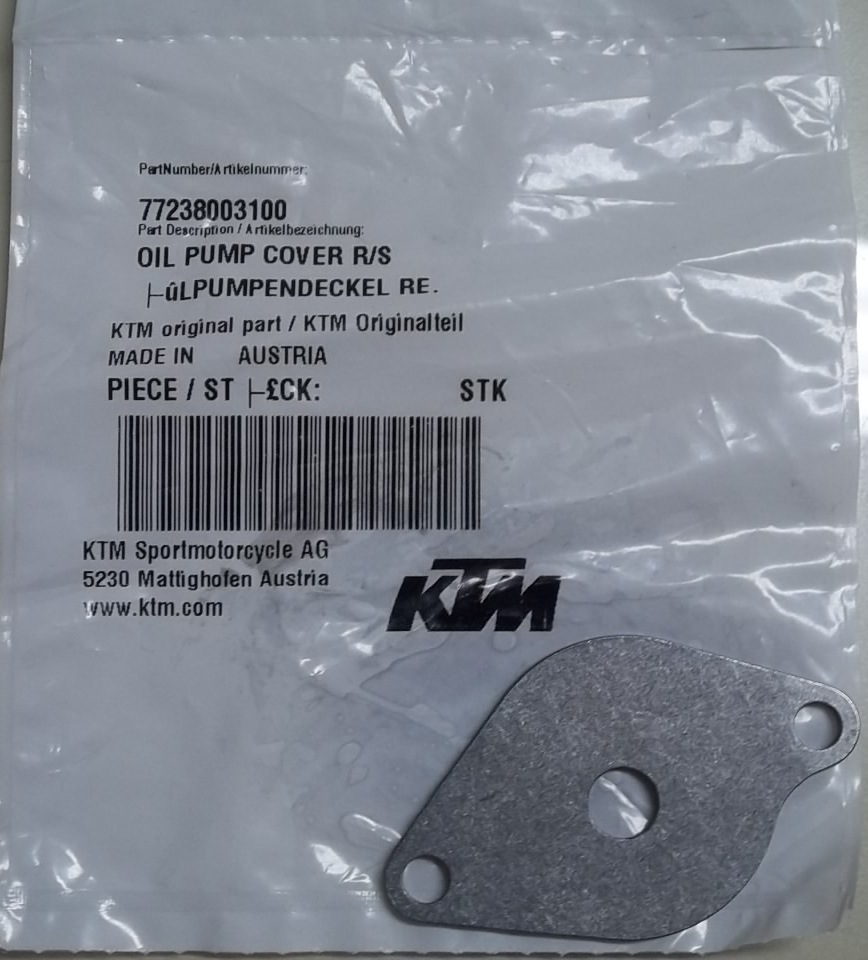 PartNumber/Artikelnummer:
77238003100
Part Description / Artikelbezeichnung:
OIL PUMP COVER R/S
├ûLPUMPENDECKEL RE.
KTM original part / KTM Originalteil
MADE IN AUSTRIA
PIECE / ST├£CK: STK
KTM Sportmotorcycle AG
5230 Mattighofen Austria
www.ktm.com
KTM